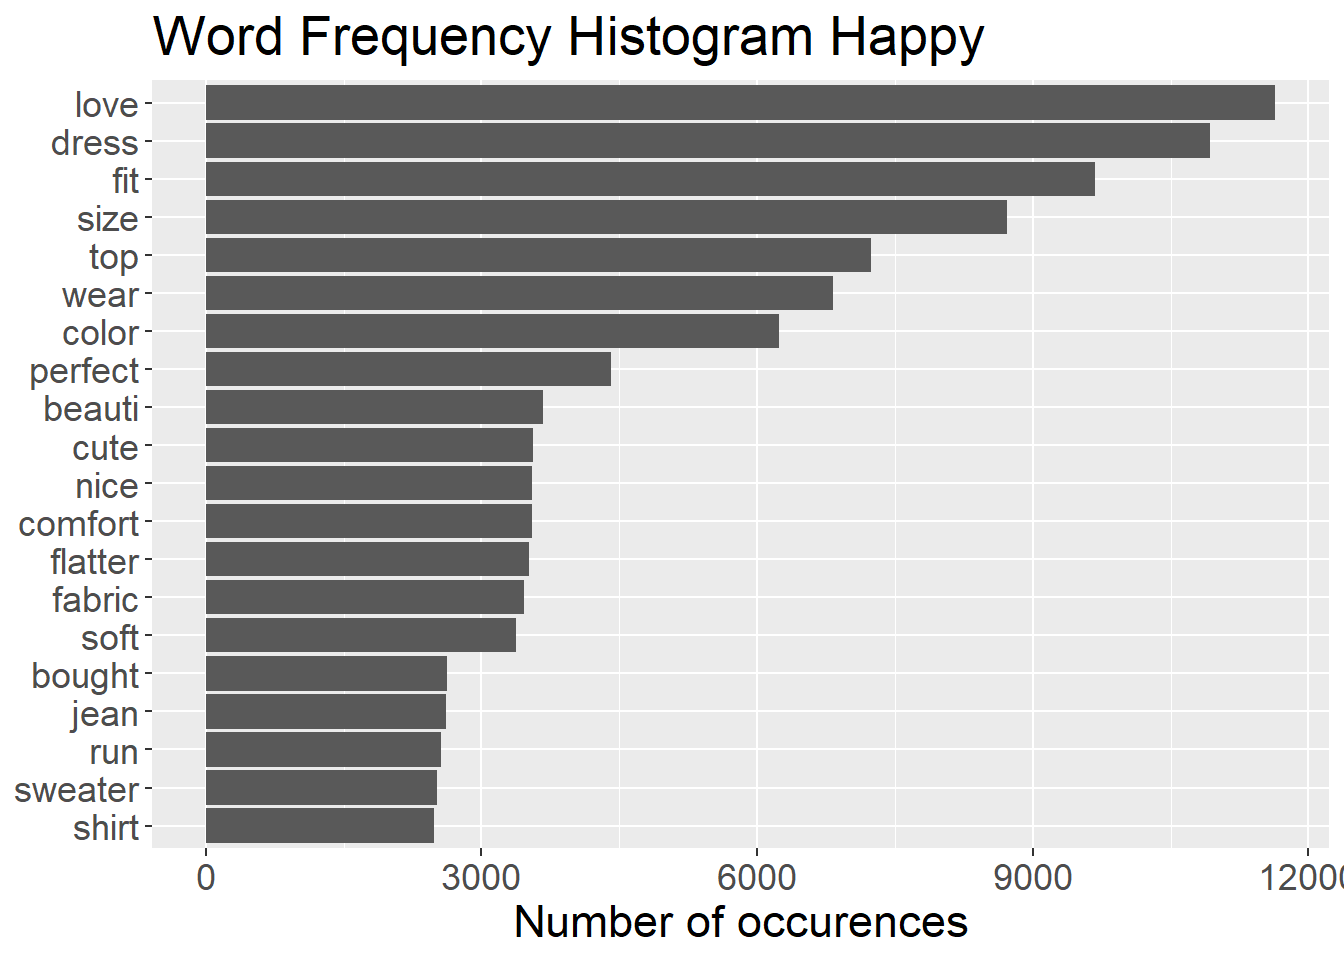 Word Frequency Histogram Happy
love
dress
fit
size
top
wear
color
perfect
beauti
cute
nice
comfort
flatter
fabric
soft
bought
jean
run
sweater
shirt
0 3000 6000 9000 12000
Number of occurences